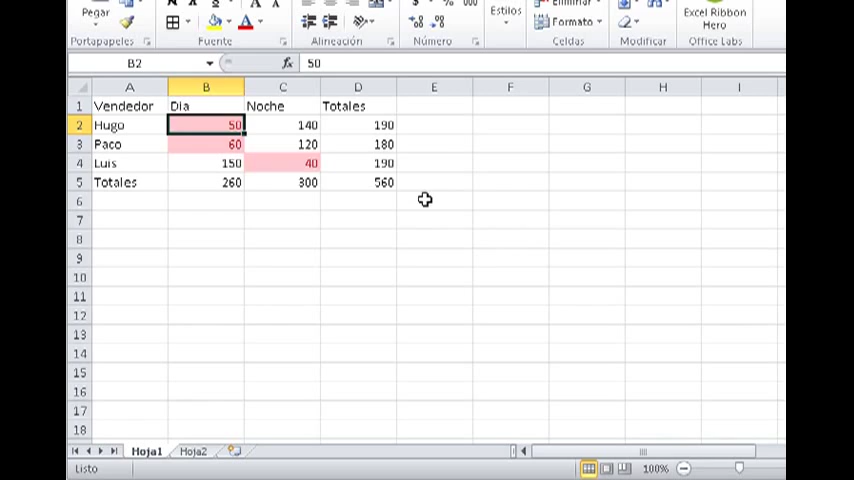 Pegar
N K S A A
$ % 000
Estilos
Eliminar
Formato
Excel Ribbon
Hero
Portapapeles Fuente Alineación Número Celdas Modificar Office Labs
B2 fx 50
A B C D E F G H I
1 Vendedor Dia Noche Totales
2 Hugo 50 140 190
3 Paco 60 120 180
4 Luis 150 40 190
5 Totales 260 300 560
6
7
8
9
10
11
12
13
14
15
16
17
18
Hoja1 Hoja2
Listo 100%